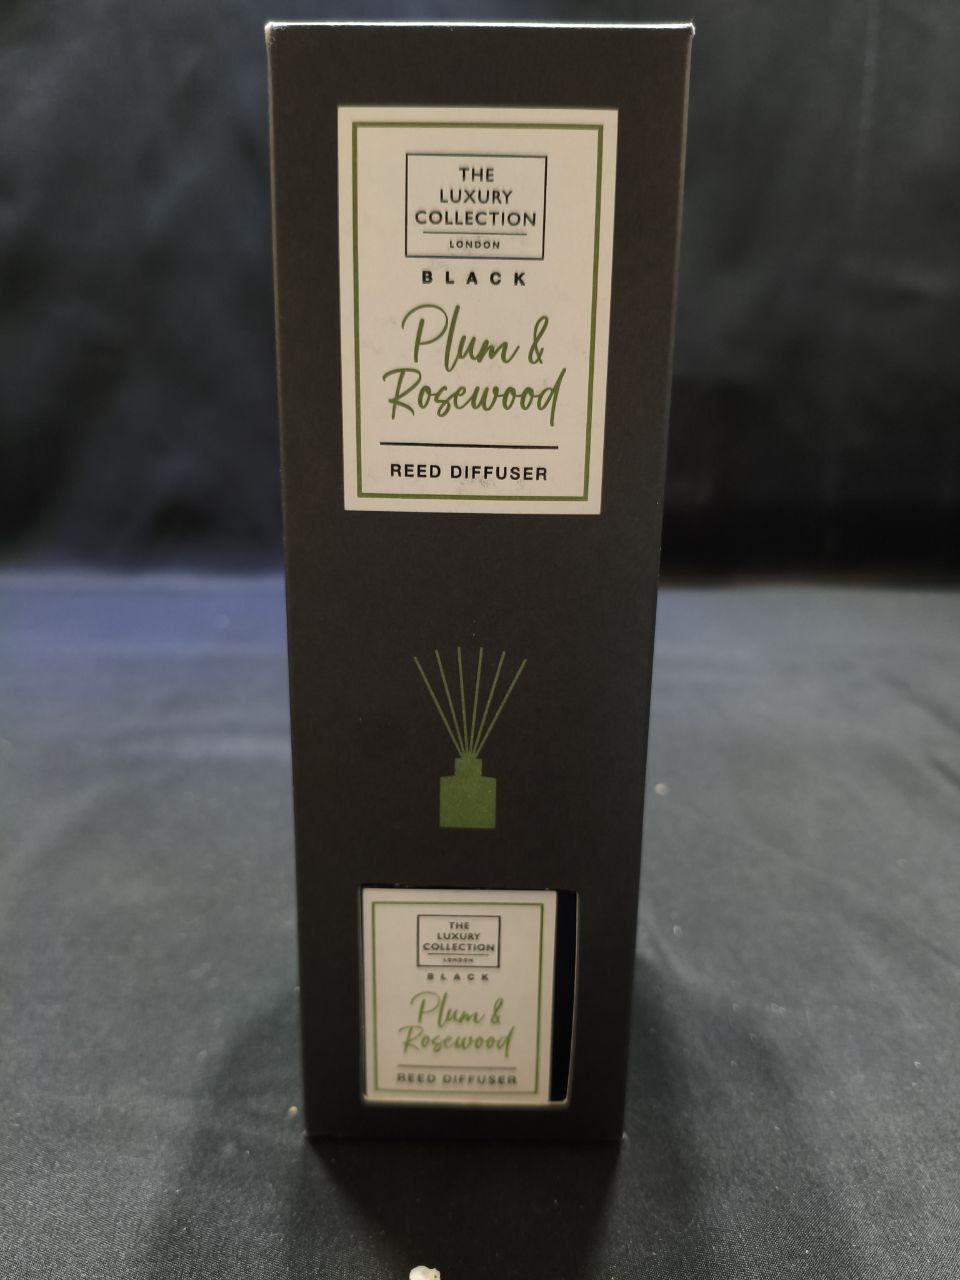 THE
LUXURY
COLLECTION
LONDON
BLACK
Plum &
Rosewood
REED DIFFUSER
THE
LUXURY
COLLECTION
LONDON
BLACK
Plum &
Rosewood
REED DIFFUSER